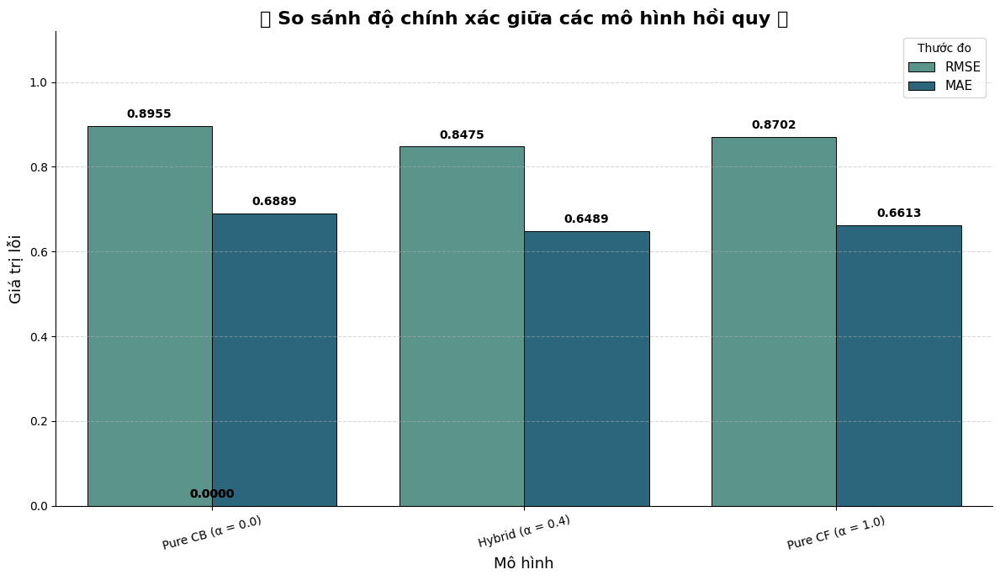 So sánh độ chính xác giữa các mô hình hồi quy
Thước đo
RMSE
MAE
Giá trị lỗi
1.0
0.8
0.6
0.4
0.2
0.0
0.8955
0.6889
0.8475
0.6489
0.8702
0.6613
0.0000
Pure CB (α = 0.0)
Hybrid (α = 0.4)
Pure CF (α = 1.0)
Mô hình